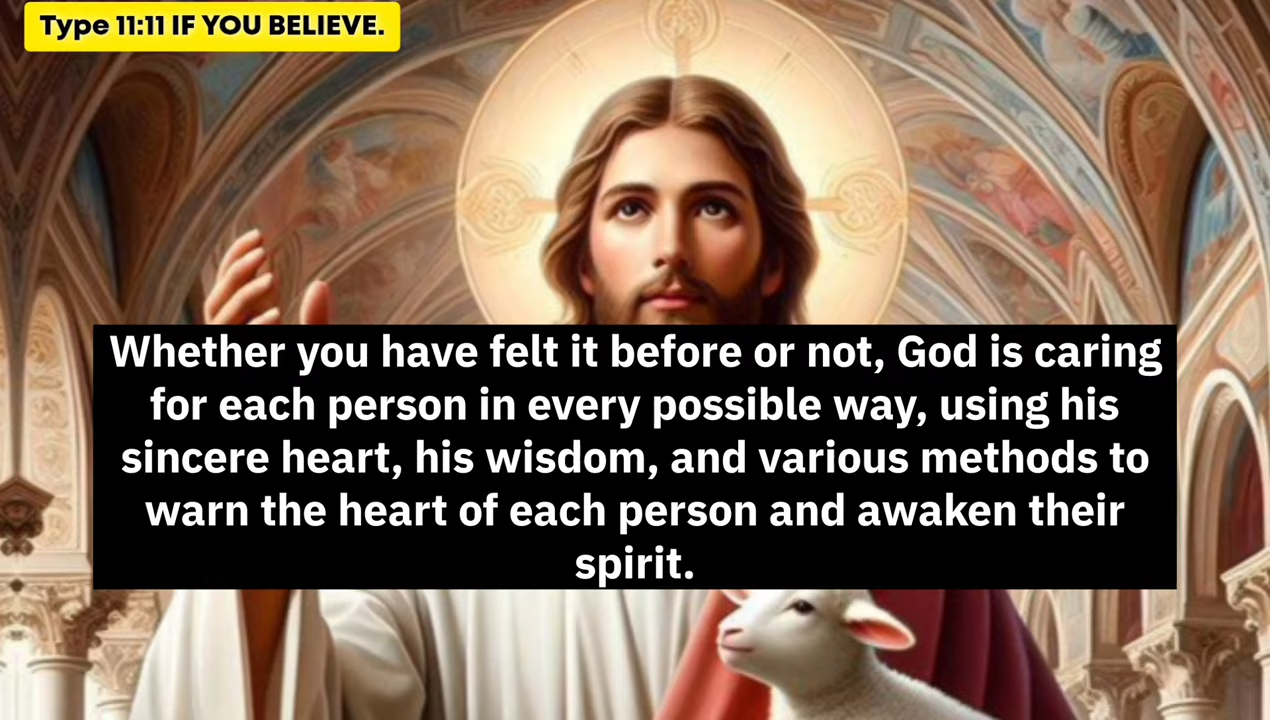 Type 11:11 IF YOU BELIEVE.
Whether you have felt it before or not, God is caring
for each person in every possible way, using his
sincere heart, his wisdom, and various methods to
warn the heart of each person and awaken their
spirit.